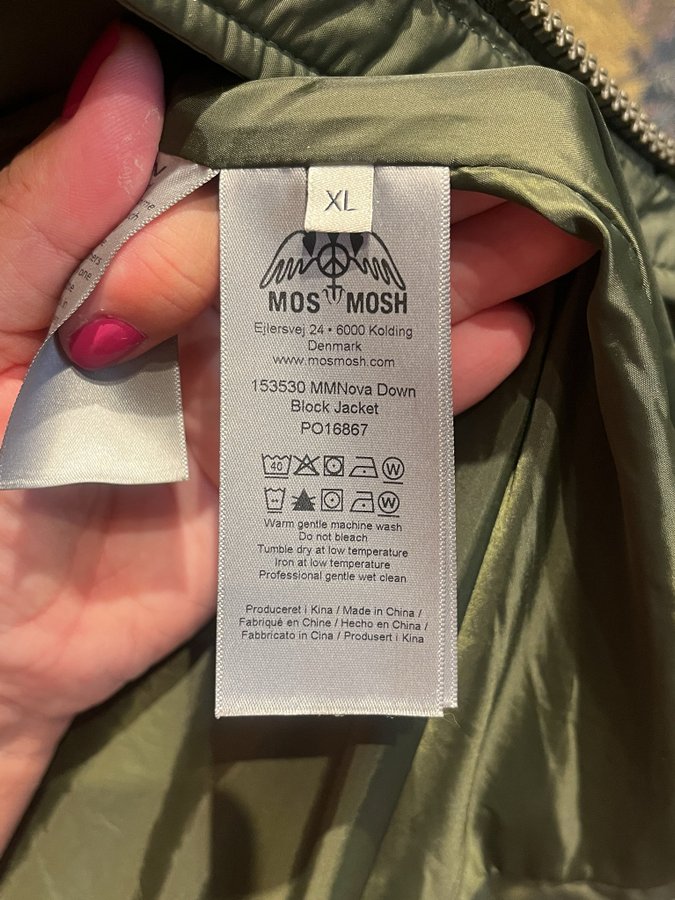 XL
MOS MOSH
Ejlersvej 24 • 6000 Kolding
Denmark
www.mosmosh.com
153530 MMNova Down
Block Jacket
PO16867
40
W
W
Warm gentle machine wash
Do not bleach
Tumble dry at low temperature
Iron at low temperature
Professional gentle wet clean
Produceret i Kina / Made in China /
Fabriqué en Chine / Hecho en China /
Fabbricato in Cina / Produsert i Kina